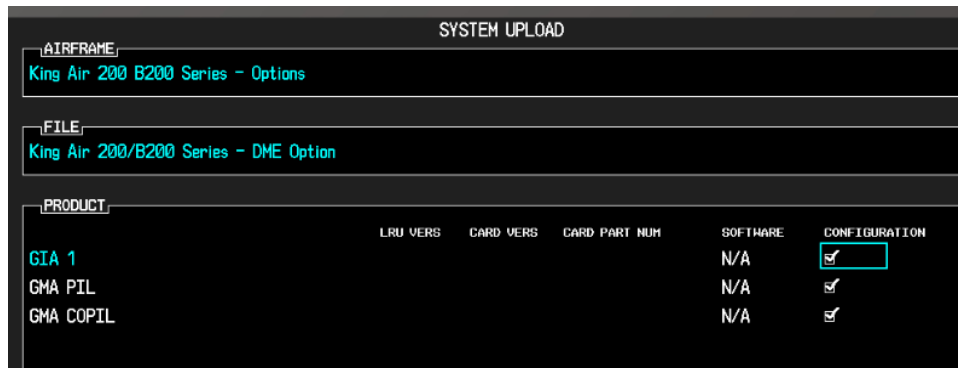 SYSTEM UPLOAD
AIRFRAME
King Air 200 B200 Series - Options
FILE
King Air 200/B200 Series - DME Option
PRODUCT
LRU VERS CARD VERS CARD PART NUM SOFTWARE CONFIGURATION
GIA 1 N/A
GMA PIL N/A
GMA COPIL N/A